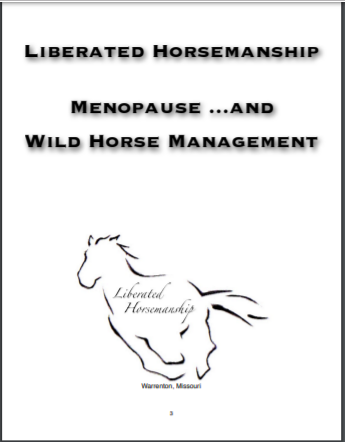 LIBERATED HORSEMANSHIP
MENOPAUSE ...AND
WILD HORSE MANAGEMENT
Liberated
Horsemanship
Warrenton, Missouri
3